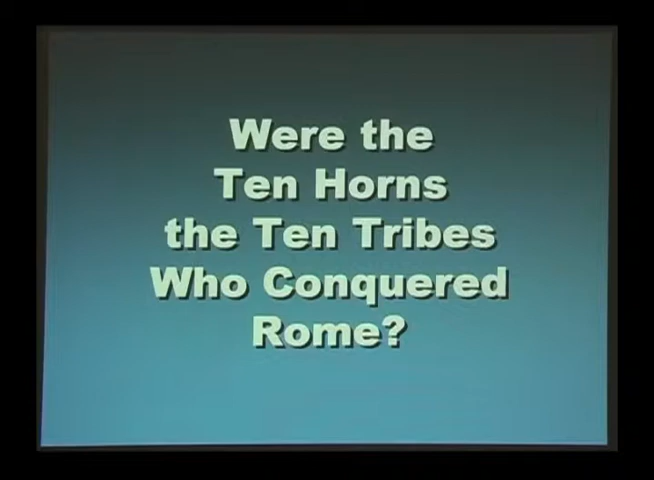 Were the
Ten Horns
the Ten Tribes
Who Conquered
Rome?